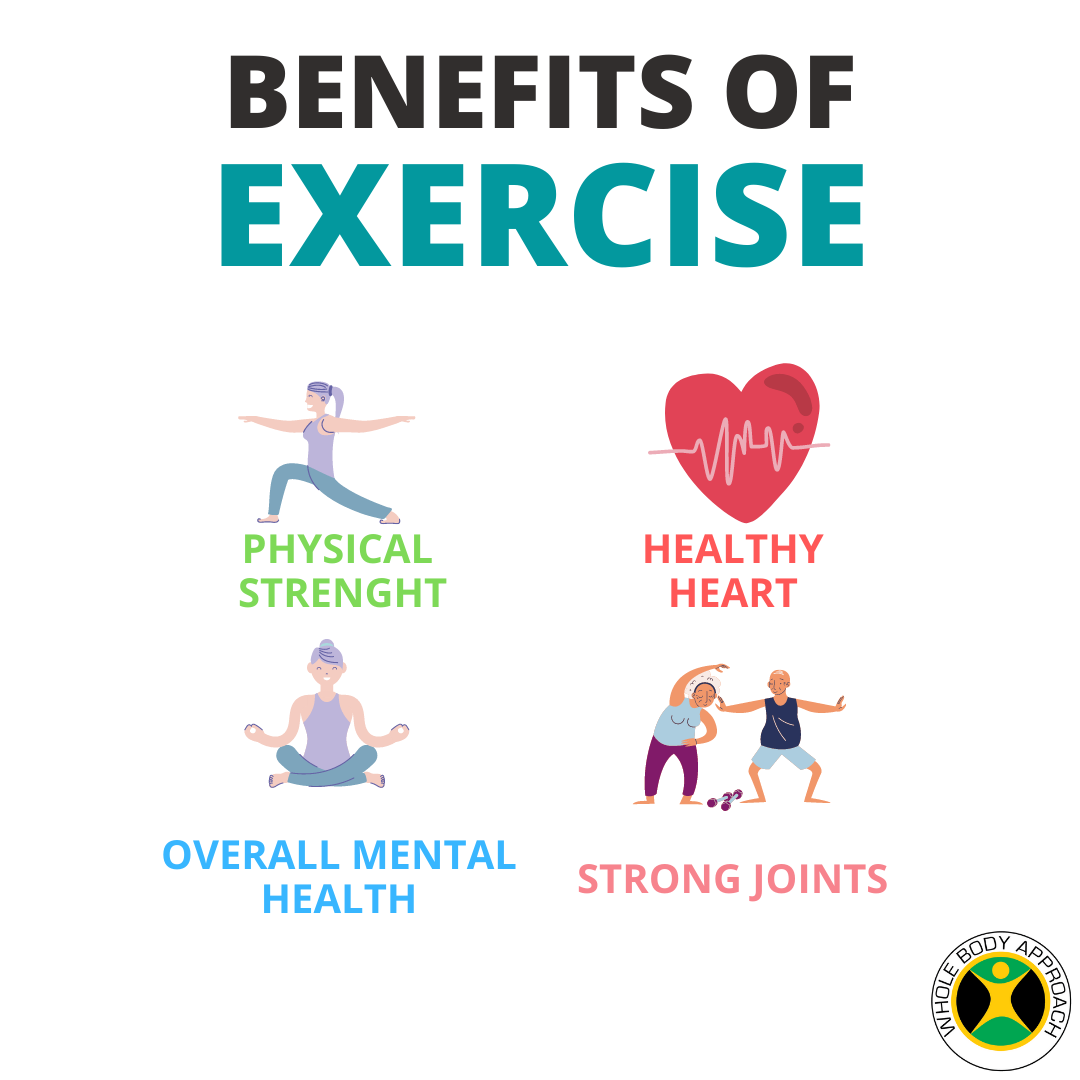 BENEFITS OF
EXERCISE
PHYSICAL
STRENGHT
HEALTHY
HEART
OVERALL MENTAL
HEALTH
STRONG JOINTS
WHOLE BODY APPROACH